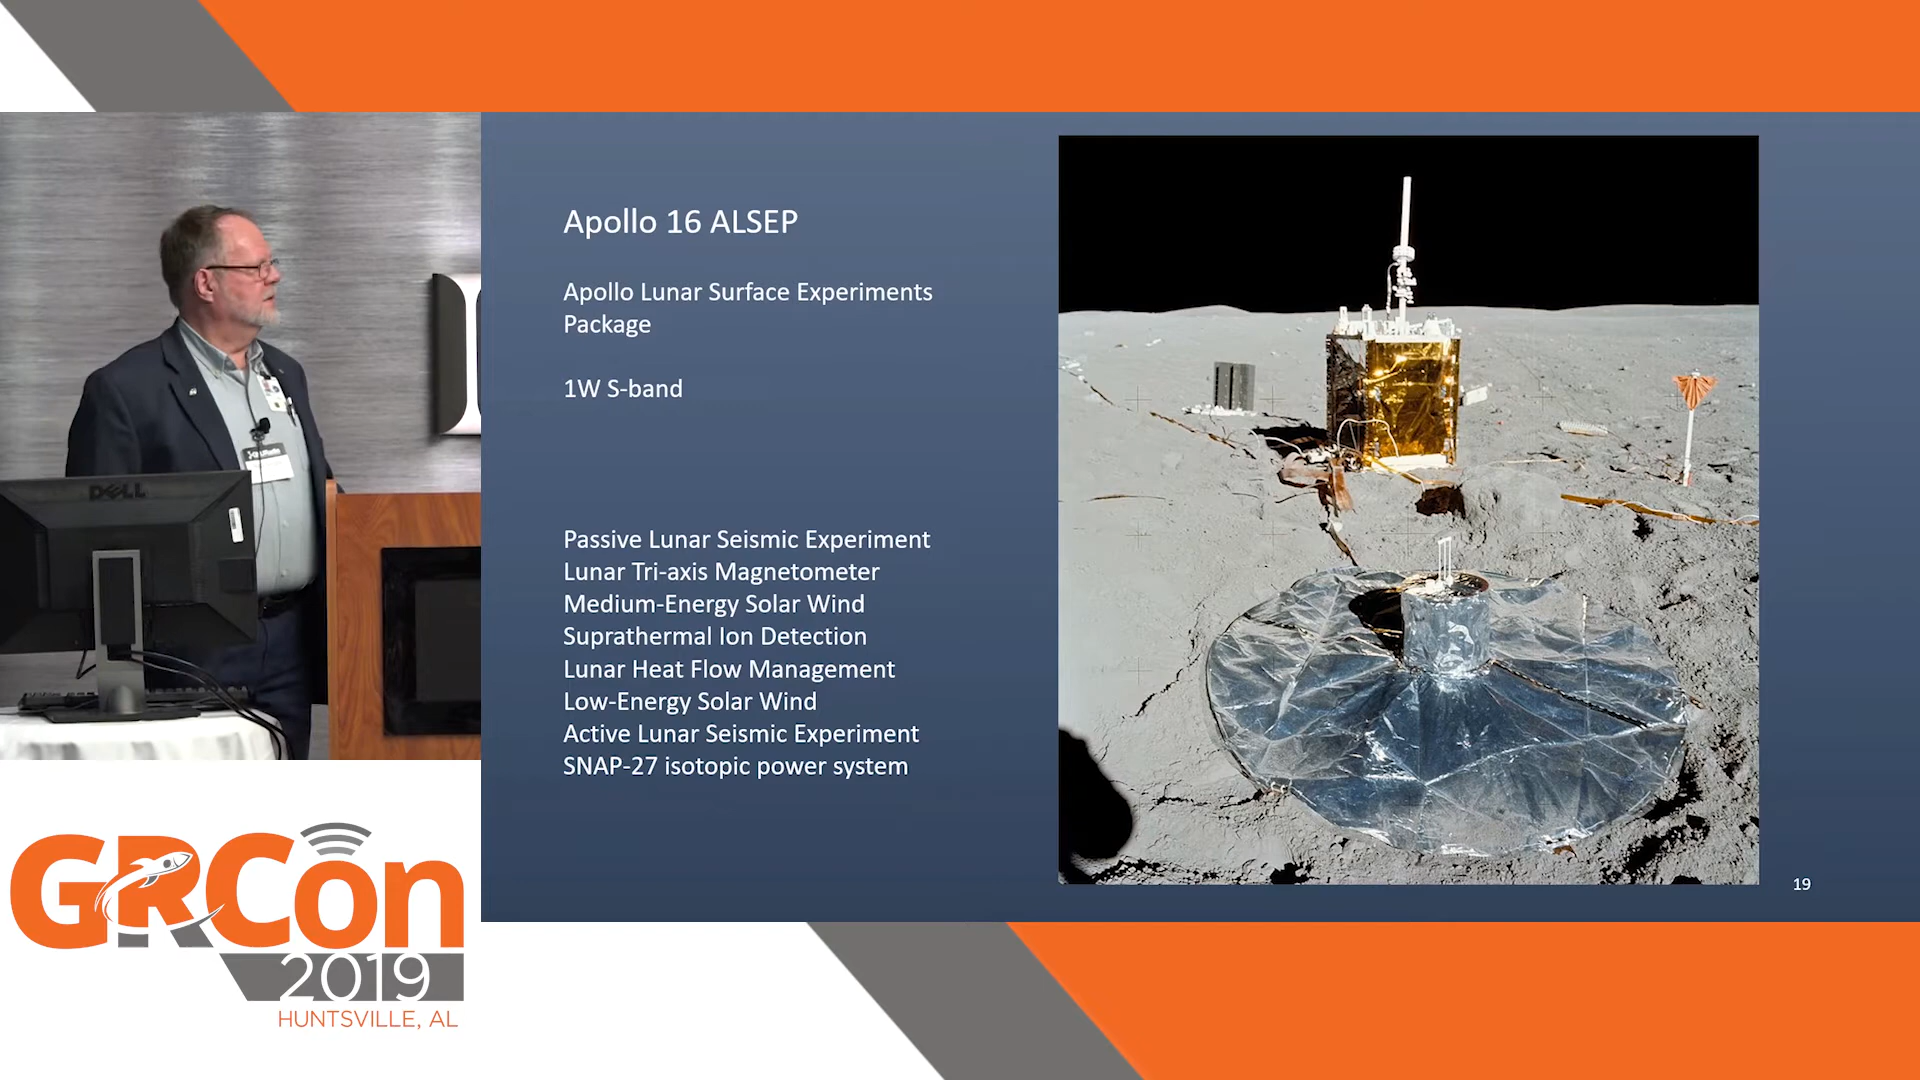 Apollo 16 ALSEP
Apollo Lunar Surface Experiments
Package
1W S-band
Passive Lunar Seismic Experiment
Lunar Tri-axis Magnetometer
Medium-Energy Solar Wind
Suprathermal Ion Detection
Lunar Heat Flow Management
Low-Energy Solar Wind
Active Lunar Seismic Experiment
SNAP-27 isotopic power system
19
DELL
GRCon
2019
HUNTSVILLE, AL